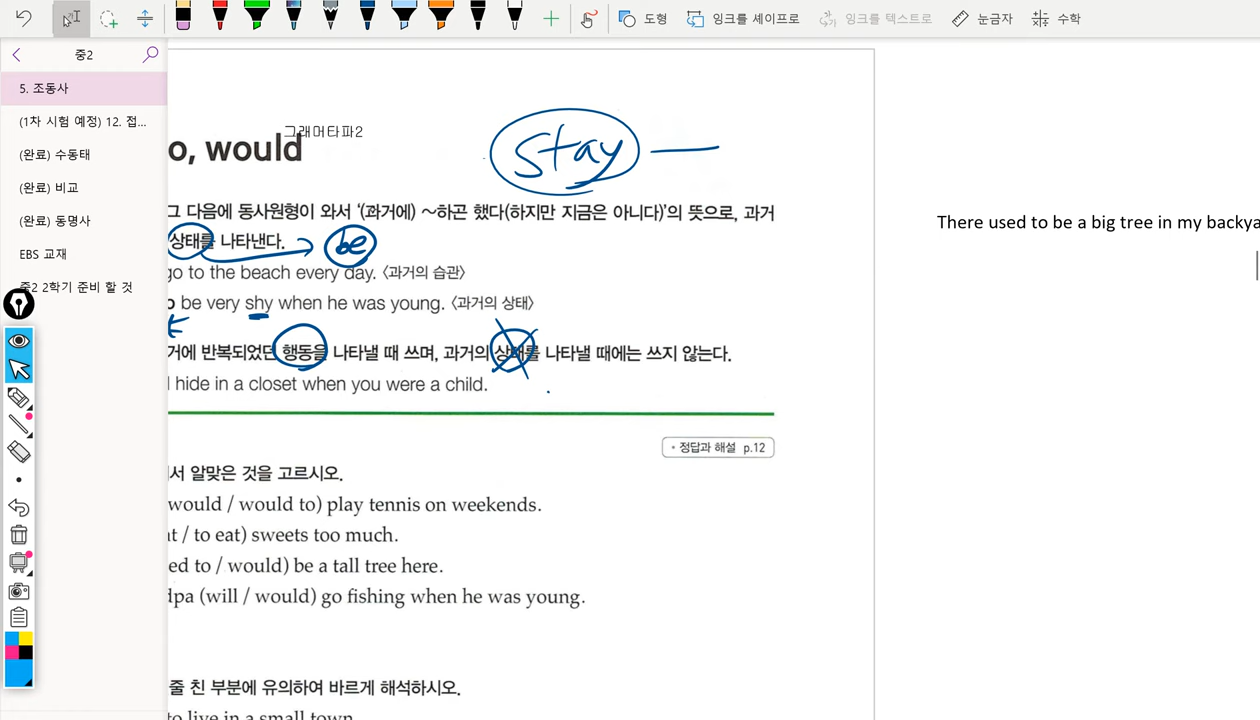 도형
잉크를 셰이프로
잉크를 텍스트로
눈금자
수학
중2
5. 조동사
(1차 시험 예정) 12. 접...
(완료) 수동태
(완료) 비교
(완료) 동명사
EBS 교재
중2 2학기 준비 할 것
그래머타파2
o, would
stay
그 다음에 동사원형이 와서 '(과거에) ~하곤 했다(하지만 지금은 아니다)'의 뜻으로, 과거
상태를 나타낸다.
be
go to the beach every day. 〈과거의 습관〉
be very shy when he was young. 〈과거의 상태〉
거에 반복되었던 행동을 나타낼 때 쓰며, 과거의 상태를 나타낼 때에는 쓰지 않는다.
hide in a closet when you were a child.
정답과 해설 p.12
서 알맞은 것을 고르시오.
would / would to) play tennis on weekends.
at / to eat) sweets too much.
ed to / would) be a tall tree here.
dpa (will / would) go fishing when he was young.
줄 친 부분에 유의하여 바르게 해석하시오.
to live in a small town.
There used to be a big tree in my backya